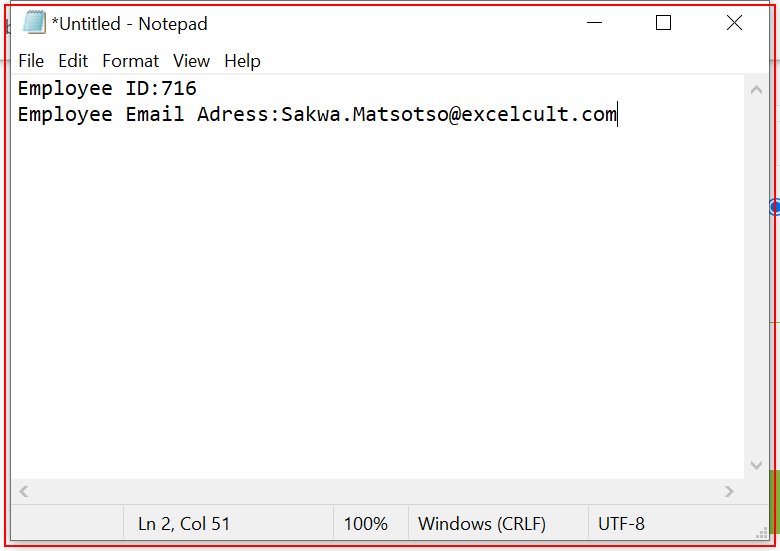 *Untitled - Notepad
File Edit Format View Help
Employee ID:716
Employee Email Adress:Sakwa.Matsotso@excelcult.com
Ln 2, Col 51 100% Windows (CRLF) UTF-8